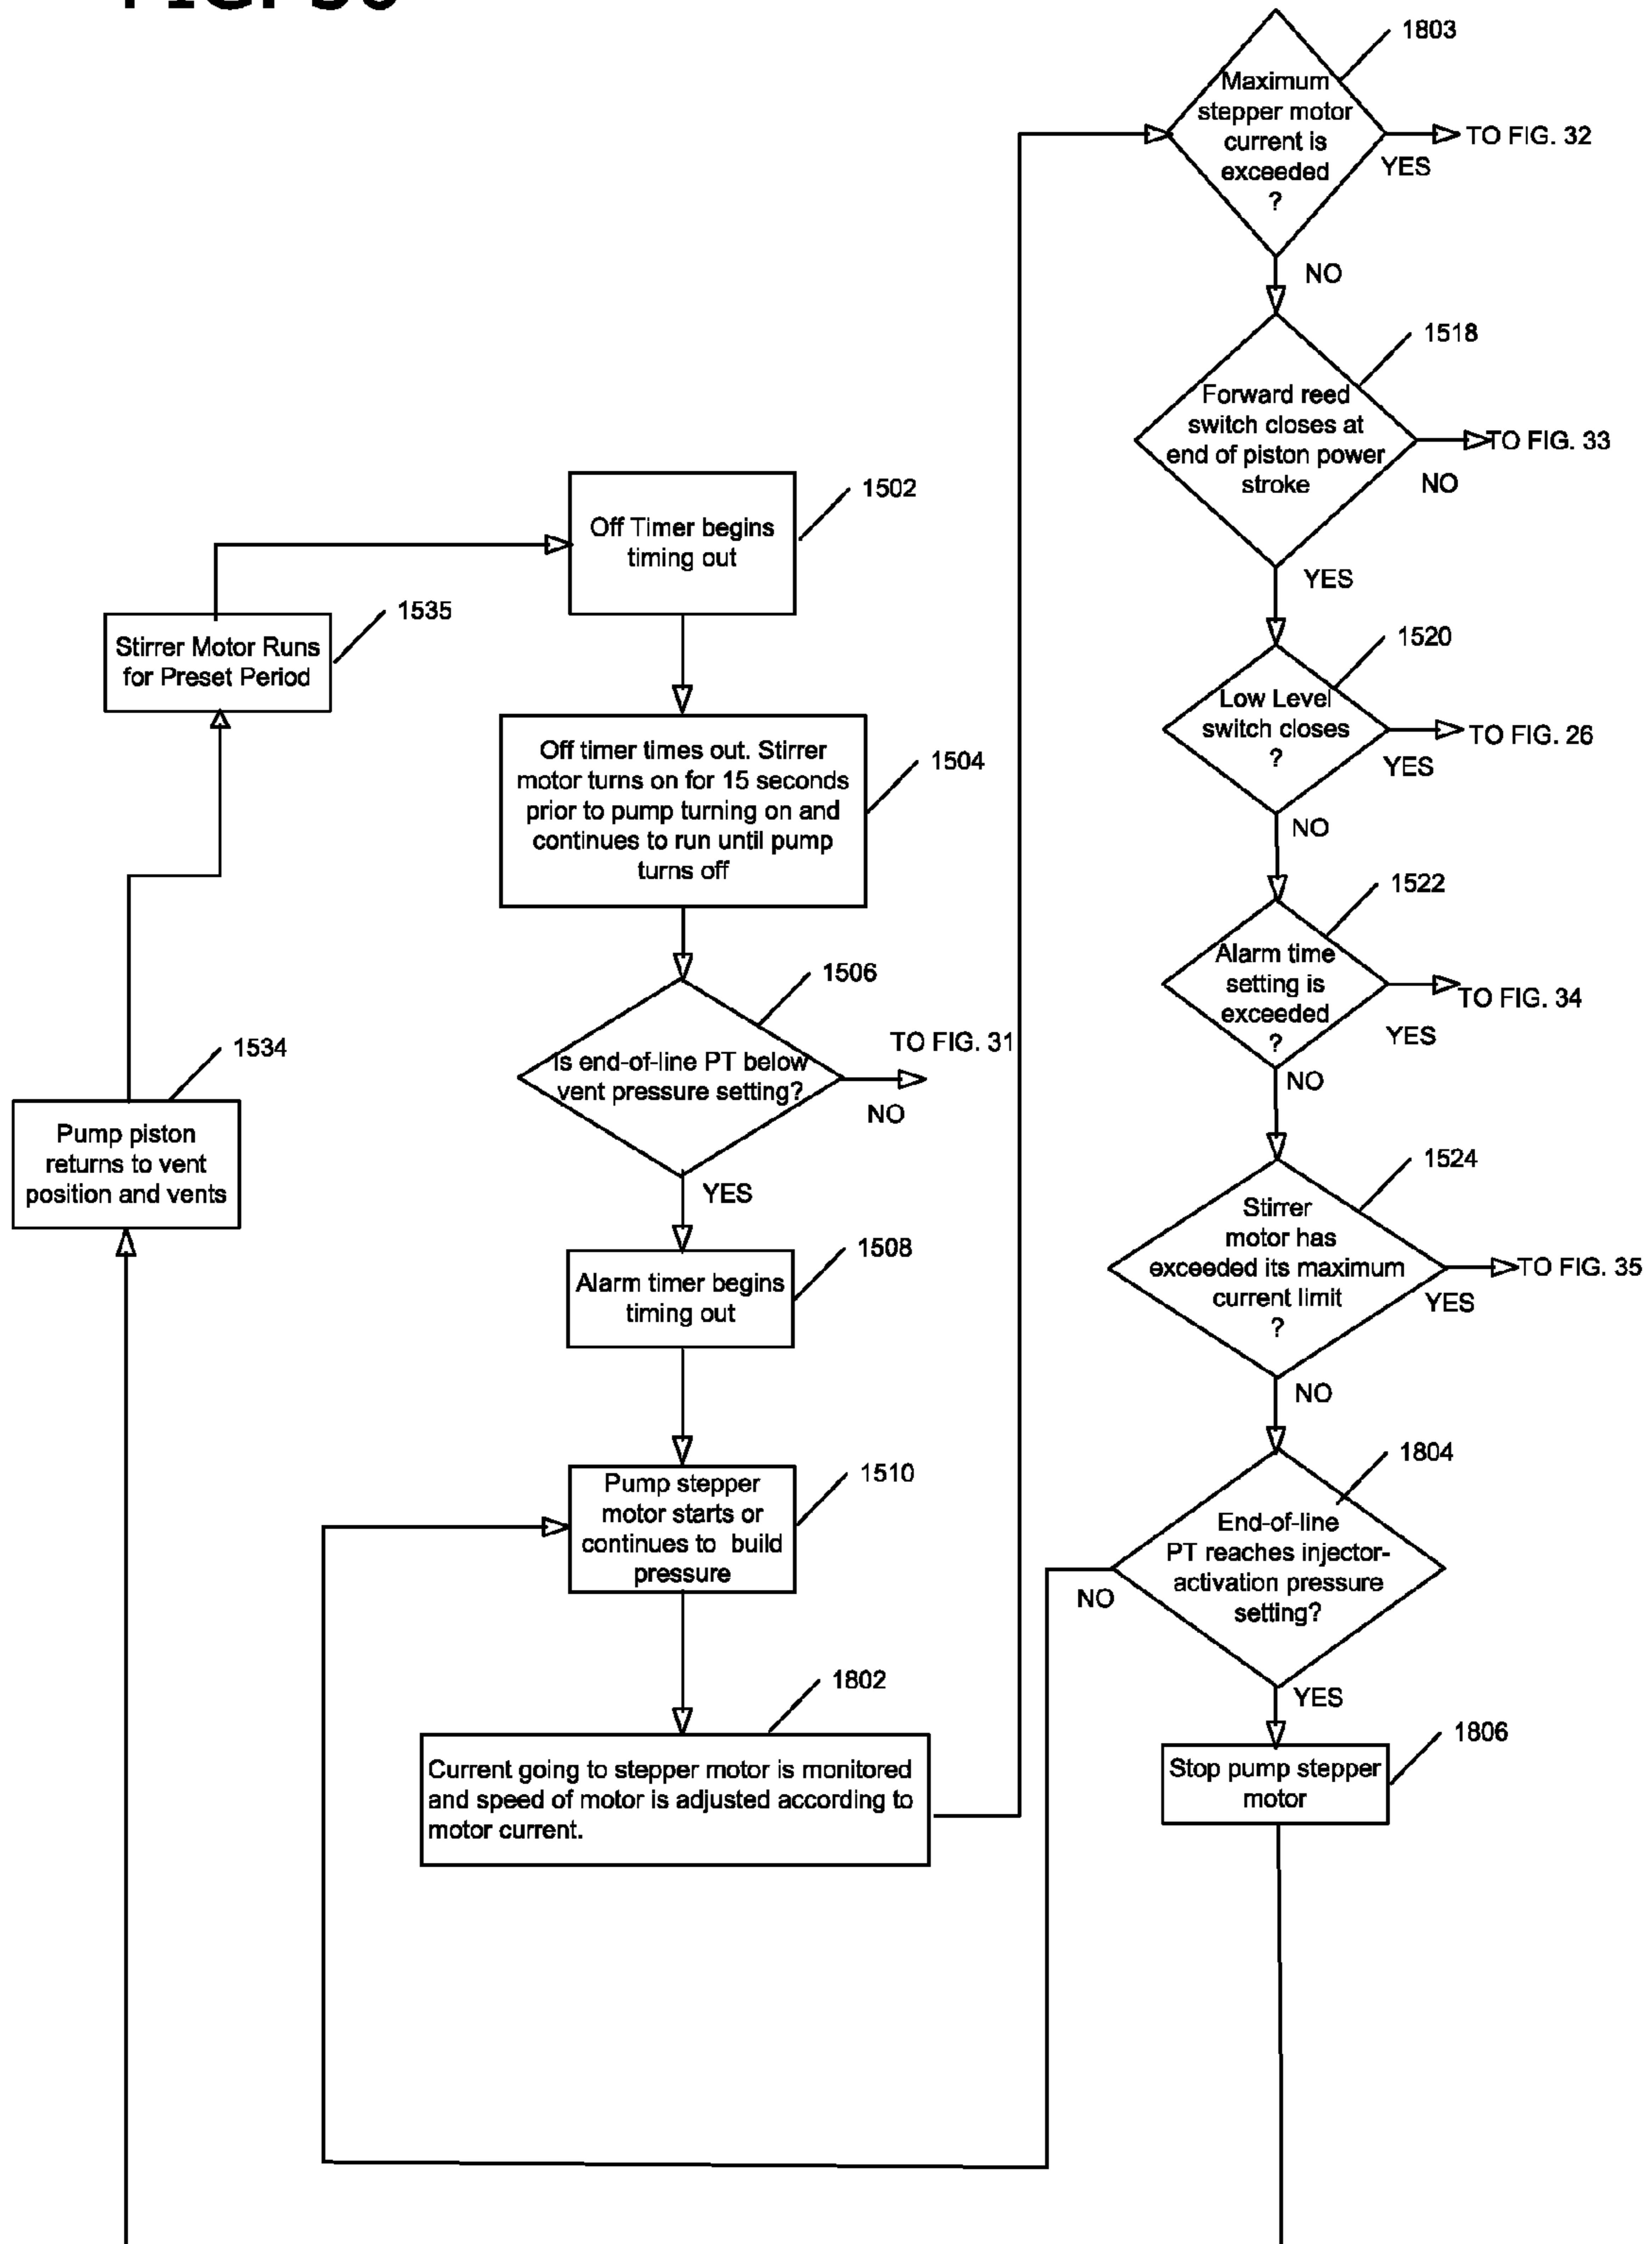 1803
Maximum
stepper motor
current is
exceeded
?
TO FIG. 32
YES
NO
1518
Forward reed
switch closes at
end of piston power
stroke
TO FIG. 33
NO
YES
1520
Low Level
switch closes
?
TO FIG. 26
YES
NO
1522
Alarm time
setting is
exceeded
?
TO FIG. 34
YES
NO
1524
Stirrer
motor has
exceeded its maximum
current limit
?
TO FIG. 35
YES
NO
1804
End-of-line
PT reaches injector-
activation pressure
setting?
NO
YES
1806
Stop pump stepper
motor
1502
Off Timer begins
timing out
1504
Off timer times out. Stirrer
motor turns on for 15 seconds
prior to pump turning on and
continues to run until pump
turns off
1506
Is end-of-line PT below
vent pressure setting?
TO FIG. 31
NO
YES
1508
Alarm timer begins
timing out
1510
Pump stepper
motor starts or
continues to build
pressure
1802
Current going to stepper motor is monitored
and speed of motor is adjusted according to
motor current.
1535
Stirrer Motor Runs
for Preset Period
1534
Pump piston
returns to vent
position and vents